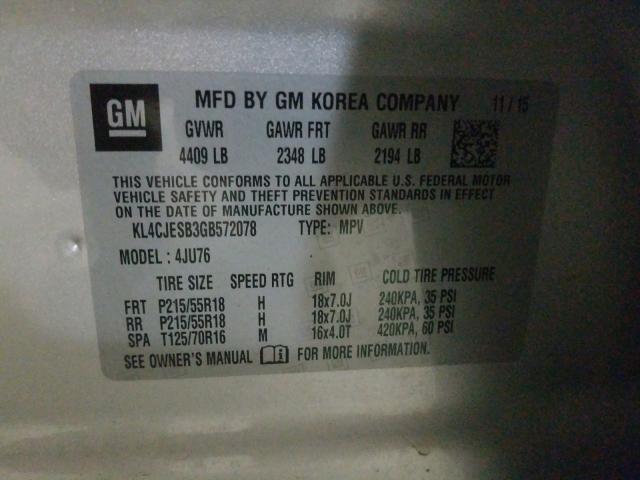 GM
MFD BY GM KOREA COMPANY 11/15
GVWR GAWR FRT GAWR RR
4409 LB 2348 LB 2194 LB
THIS VEHICLE CONFORMS TO ALL APPLICABLE U.S. FEDERAL MOTOR
VEHICLE SAFETY AND THEFT PREVENTION STANDARDS IN EFFECT
ON THE DATE OF MANUFACTURE SHOWN ABOVE.
KL4CJESB3GB572078 TYPE: MPV
MODEL : 4JU76
TIRE SIZE SPEED RTG RIM COLD TIRE PRESSURE
FRT P215/55R18 H 18x7.0J 240KPA, 35 PSI
RR P215/55R18 H 18x7.0J 240KPA, 35 PSI
SPA T125/70R16 M 16x4.0T 420KPA, 60 PSI
SEE OWNER'S MANUAL FOR MORE INFORMATION.